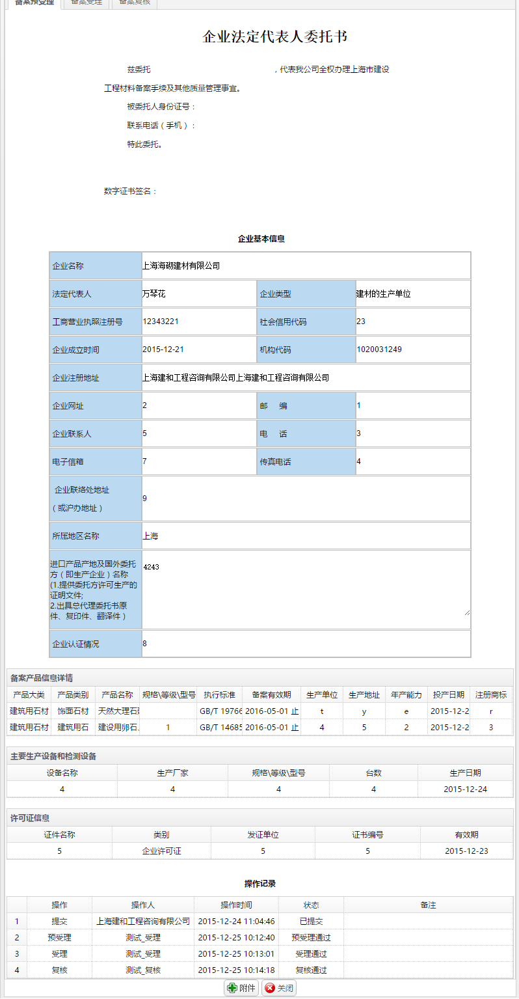 备案预受理 备案受理 备案复核
企业法定代表人委托书
兹委托 ，代表我公司全权办理上海市建设
工程材料备案手续及其他质量管理事宜。
被委托人身份证号：
联系电话（手机）：
特此委托。
数字证书签名：
企业基本信息
企业名称 上海海砌建材有限公司
法定代表人 万琴花 企业类型 建材的生产单位
工商营业执照注册号 12343221 社会信用代码 23
企业成立时间 2015-12-21 机构代码 1020031249
企业注册地址 上海建和工程咨询有限公司上海建和工程咨询有限公司
企业网址 2 邮 编 1
企业联系人 5 电 话 3
电子信箱 7 传真电话 4
企业联络处地址
（或沪办地址） 9
所属地区名称 上海
进口产品产地及国外委托 4243
方（即生产企业）名称
(1.提供委托方许可生产的
证明文件;
2.出具总代理委托书原
件、复印件、翻译件）
企业认证情况 8
备案产品信息详情
产品大类 产品类别 产品名称 规格\等级\型号 执行标准 备案有效期 生产单位 生产地址 年产能力 投产日期 注册商标
建筑用石材 饰面石材 天然大理石建 GB/T 19766 2016-05-01 止 t y e 2015-12-2 r
建筑用石材 建筑用石 建设用卵石、 1 GB/T 14685 2016-05-01 止 4 5 2 2015-12-2 3
主要生产设备和检测设备
设备名称 生产厂家 规格\等级\型号 台数 生产日期
4 4 4 4 2015-12-24
许可证信息
证件名称 类别 发证单位 证书编号 有效期
5 企业许可证 5 5 2015-12-23
操作记录
操作 操作人 操作时间 状态 备注
1 提交 上海建和工程咨询有限公司 2015-12-24 11:04:46 已提交
2 预受理 测试_受理 2015-12-25 10:12:40 预受理通过
3 受理 测试_受理 2015-12-25 10:13:01 受理通过
4 复核 测试_复核 2015-12-25 10:14:18 复核通过
附件 关闭